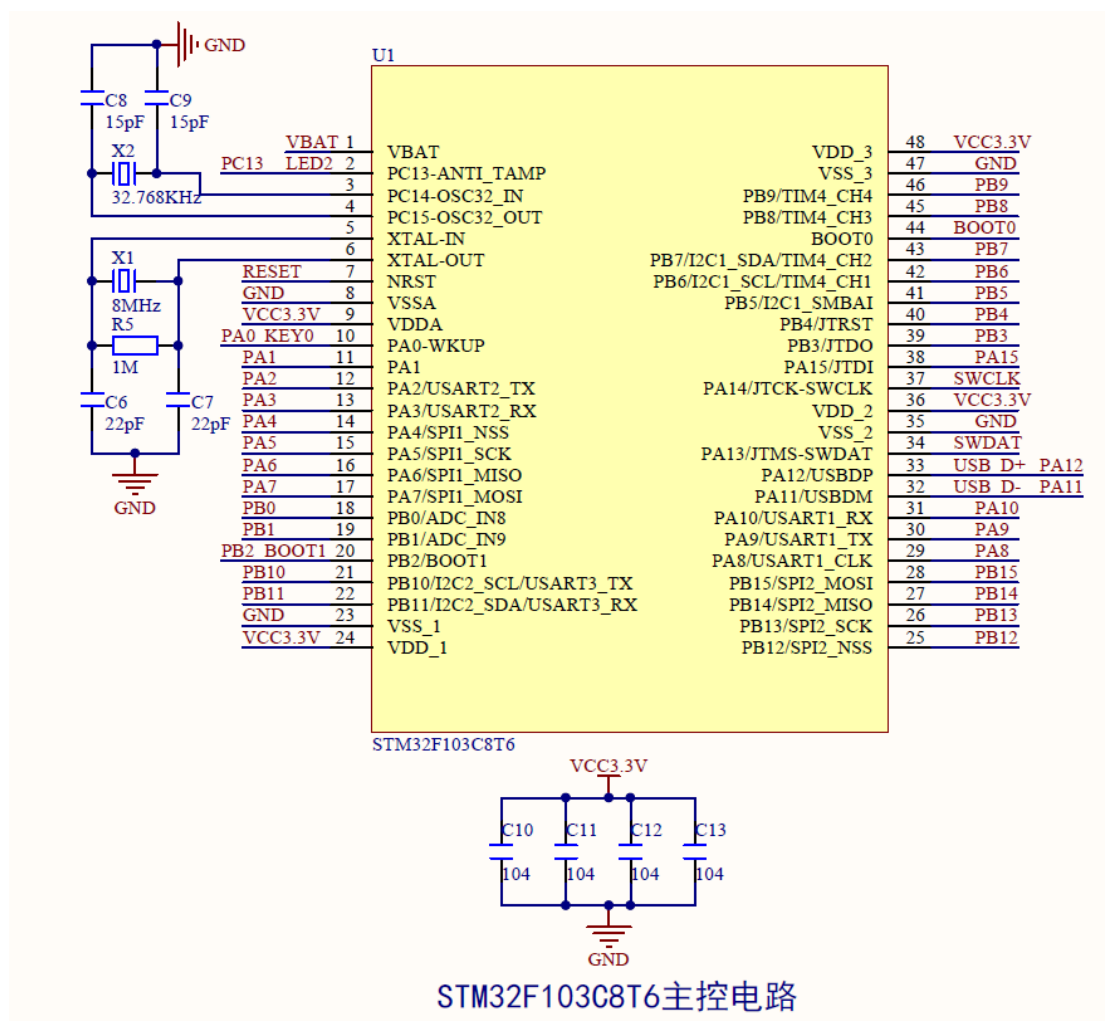 GND
U1
C8
C9
15pF
15pF
X2
32.768KHz
VBAT 1 VBAT
PC13 LED2 2 PC13-ANTI_TAMP
3 PC14-OSC32_IN
4 PC15-OSC32_OUT
5 XTAL-IN
6 XTAL-OUT
RESET 7 NRST
GND 8 VSSA
VCC3.3V 9 VDDA
PA0 KEY0 10 PA0-WKUP
PA1 11 PA1
PA2 12 PA2/USART2_TX
PA3 13 PA3/USART2_RX
PA4 14 PA4/SPI1_NSS
PA5 15 PA5/SPI1_SCK
PA6 16 PA6/SPI1_MISO
PA7 17 PA7/SPI1_MOSI
PB0 18 PB0/ADC_IN8
PB1 19 PB1/ADC_IN9
PB2 BOOT1 20 PB2/BOOT1
PB10 21 PB10/I2C2_SCL/USART3_TX
PB11 22 PB11/I2C2_SDA/USART3_RX
GND 23 VSS_1
VCC3.3V 24 VDD_1
X1
8MHz
R5
1M
C6
22pF
C7
22pF
GND
VDD_3 48 VCC3.3V
VSS_3 47 GND
PB9/TIM4_CH4 46 PB9
PB8/TIM4_CH3 45 PB8
BOOT0 44 BOOT0
PB7/I2C1_SDA/TIM4_CH2 43 PB7
PB6/I2C1_SCL/TIM4_CH1 42 PB6
PB5/I2C1_SMBAI 41 PB5
PB4/JTRST 40 PB4
PB3/JTDO 39 PB3
PA15/JTDI 38 PA15
PA14/JTCK-SWCLK 37 SWCLK
VDD_2 36 VCC3.3V
VSS_2 35 GND
PA13/JTMS-SWDAT 34 SWDAT
PA12/USBDP 33 USB D+ PA12
PA11/USBDM 32 USB D- PA11
PA10/USART1_RX 31 PA10
PA9/USART1_TX 30 PA9
PA8/USART1_CLK 29 PA8
PB15/SPI2_MOSI 28 PB15
PB14/SPI2_MISO 27 PB14
PB13/SPI2_SCK 26 PB13
PB12/SPI2_NSS 25 PB12
STM32F103C8T6
VCC3.3V
C10 C11 C12 C13
104 104 104 104
GND
STM32F103C8T6主控电路